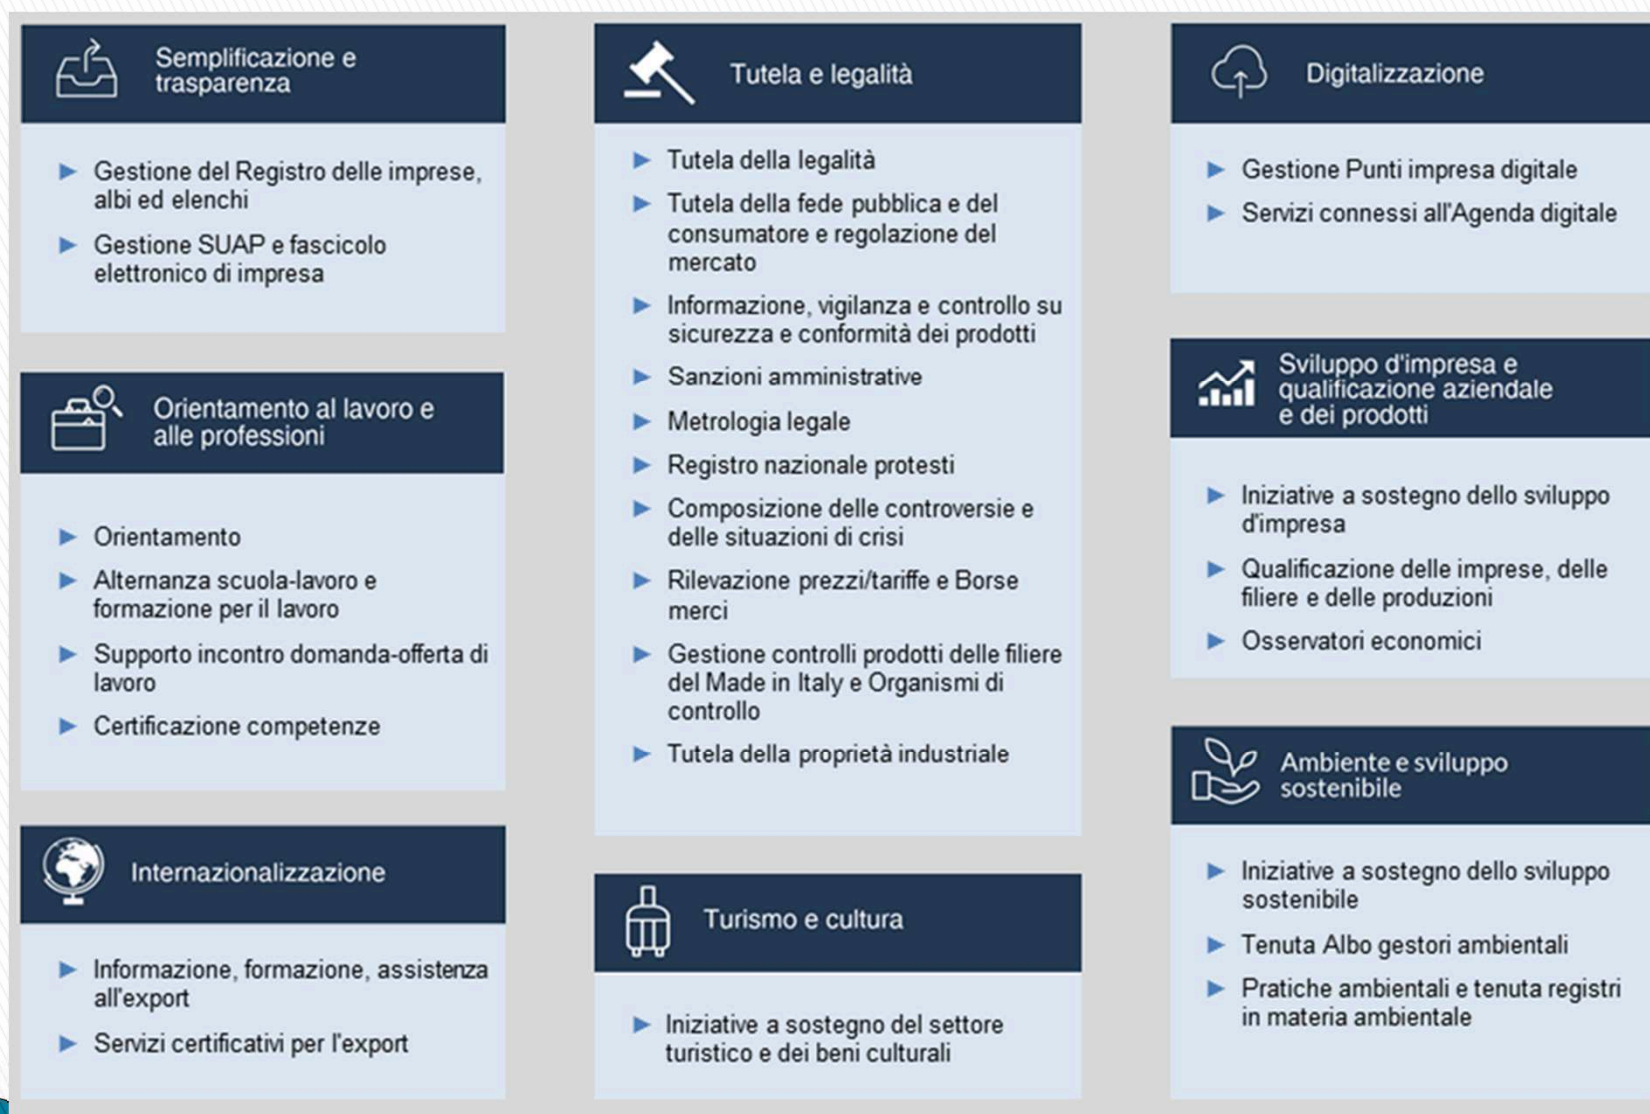 Semplificazione e
trasparenza
Gestione del Registro delle imprese,
albi ed elenchi
Gestione SUAP e fascicolo
elettronico di impresa
Orientamento al lavoro e
alle professioni
Orientamento
Alternanza scuola-lavoro e
formazione per il lavoro
Supporto incontro domanda-offerta di
lavoro
Certificazione competenze
Internazionalizzazione
Informazione, formazione, assistenza
all'export
Servizi certificativi per l'export
Tutela e legalità
Tutela della legalità
Tutela della fede pubblica e del
consumatore e regolazione del
mercato
Informazione, vigilanza e controllo su
sicurezza e conformità dei prodotti
Sanzioni amministrative
Metrologia legale
Registro nazionale protesti
Composizione delle controversie e
delle situazioni di crisi
Rilevazione prezzi/tariffe e Borse
merci
Gestione controlli prodotti delle filiere
del Made in Italy e Organismi di
controllo
Tutela della proprietà industriale
Turismo e cultura
Iniziative a sostegno del settore
turistico e dei beni culturali
Digitalizzazione
Gestione Punti impresa digitale
Servizi connessi all'Agenda digitale
Sviluppo d'impresa e
qualificazione aziendale
e dei prodotti
Iniziative a sostegno dello sviluppo
d'impresa
Qualificazione delle imprese, delle
filiere e delle produzioni
Osservatori economici
Ambiente e sviluppo
sostenibile
Iniziative a sostegno dello sviluppo
sostenibile
Tenuta Albo gestori ambientali
Pratiche ambientali e tenuta registri
in materia ambientale